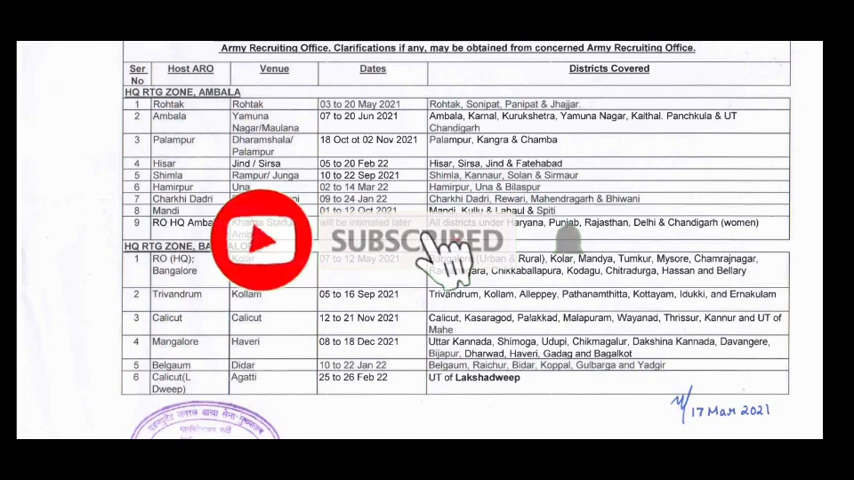 Army Recruiting Office. Clarifications if any, may be obtained from concerned Army Recruiting Office.
Ser No Host ARO Venue Dates Districts Covered
HQ RTG ZONE, AMBALA
1 Rohtak Rohtak 03 to 20 May 2021 Rohtak, Sonipat, Panipat & Jhajjar.
2 Ambala Yamuna Nagar/Maulana 07 to 20 Jun 2021 Ambala, Karnal, Kurukshetra, Yamuna Nagar, Kaithal. Panchkula & UT Chandigarh
3 Palampur Dharamshala/ Palampur 18 Oct ot 02 Nov 2021 Palampur, Kangra & Chamba
4 Hisar Jind / Sirsa 05 to 20 Feb 22 Hisar, Sirsa, Jind & Fatehabad
5 Shimla Rampur/ Junga 10 to 22 Sep 2021 Shimla, Kannaur, Solan & Sirmaur
6 Hamirpur Una 02 to 14 Mar 22 Hamirpur, Una & Bilaspur
7 Charkhi Dadri 09 to 24 Jan 22 Charkhi Dadri, Rewari, Mahendragarh & Bhiwani
8 Mandi 01 to 12 Oct 2021 Mandi, Kullu & Lahaul & Spiti
9 RO HQ Amba will be intimated later All districts under Haryana, Punjab, Rajasthan, Delhi & Chandigarh (women)
SUBSCRIBED
HQ RTG ZONE,
1 RO (HQ); Bangalore Kolar 07 to 12 May 2021 Bangalore (Urban & Rural), Kolar, Mandya, Tumkur, Mysore, Chamrajnagar,
Chikkaballapura, Kodagu, Chitradurga, Hassan and Bellary
2 Trivandrum Kollam 05 to 16 Sep 2021 Trivandrum, Kollam, Alleppey, Pathanamthitta, Kottayam, Idukki, and Ernakulam
3 Calicut Calicut 12 to 21 Nov 2021 Calicut, Kasaragod, Palakkad, Malapuram, Wayanad, Thrissur, Kannur and UT of Mahe
4 Mangalore Haveri 08 to 18 Dec 2021 Uttar Kannada, Shimoga, Udupi, Chikmagalur, Dakshina Kannada, Davangere,
Bijapur, Dharwad, Haveri, Gadag and Bagalkot
5 Belgaum Didar 10 to 22 Jan 22 Belgaum, Raichur, Bidar, Koppal, Gulbarga and Yadgir
6 Calicut(L Dweep) Agatti 25 to 26 Feb 22 UT of Lakshadweep
17 Mar 2021